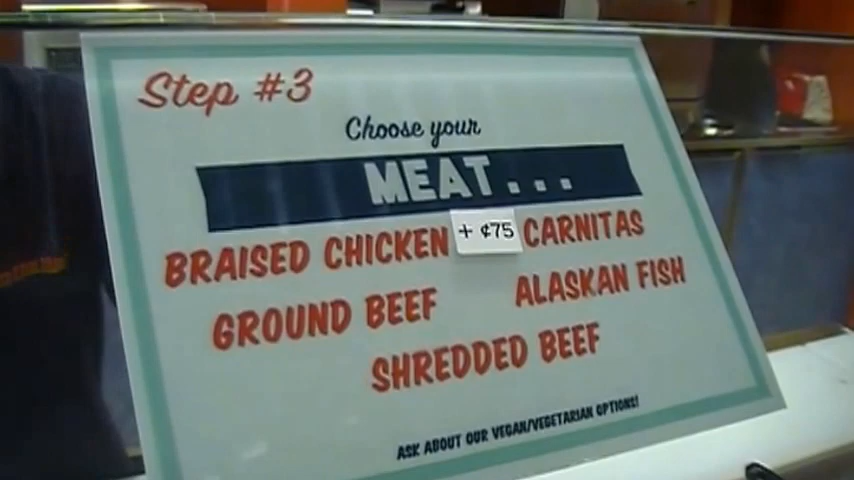 Step #3
Choose your
MEAT...
BRAISED CHICKEN + ¢75 CARNITAS
GROUND BEEF ALASKAN FISH
SHREDDED BEEF
ASK ABOUT OUR VEGAN/VEGETARIAN OPTIONS!